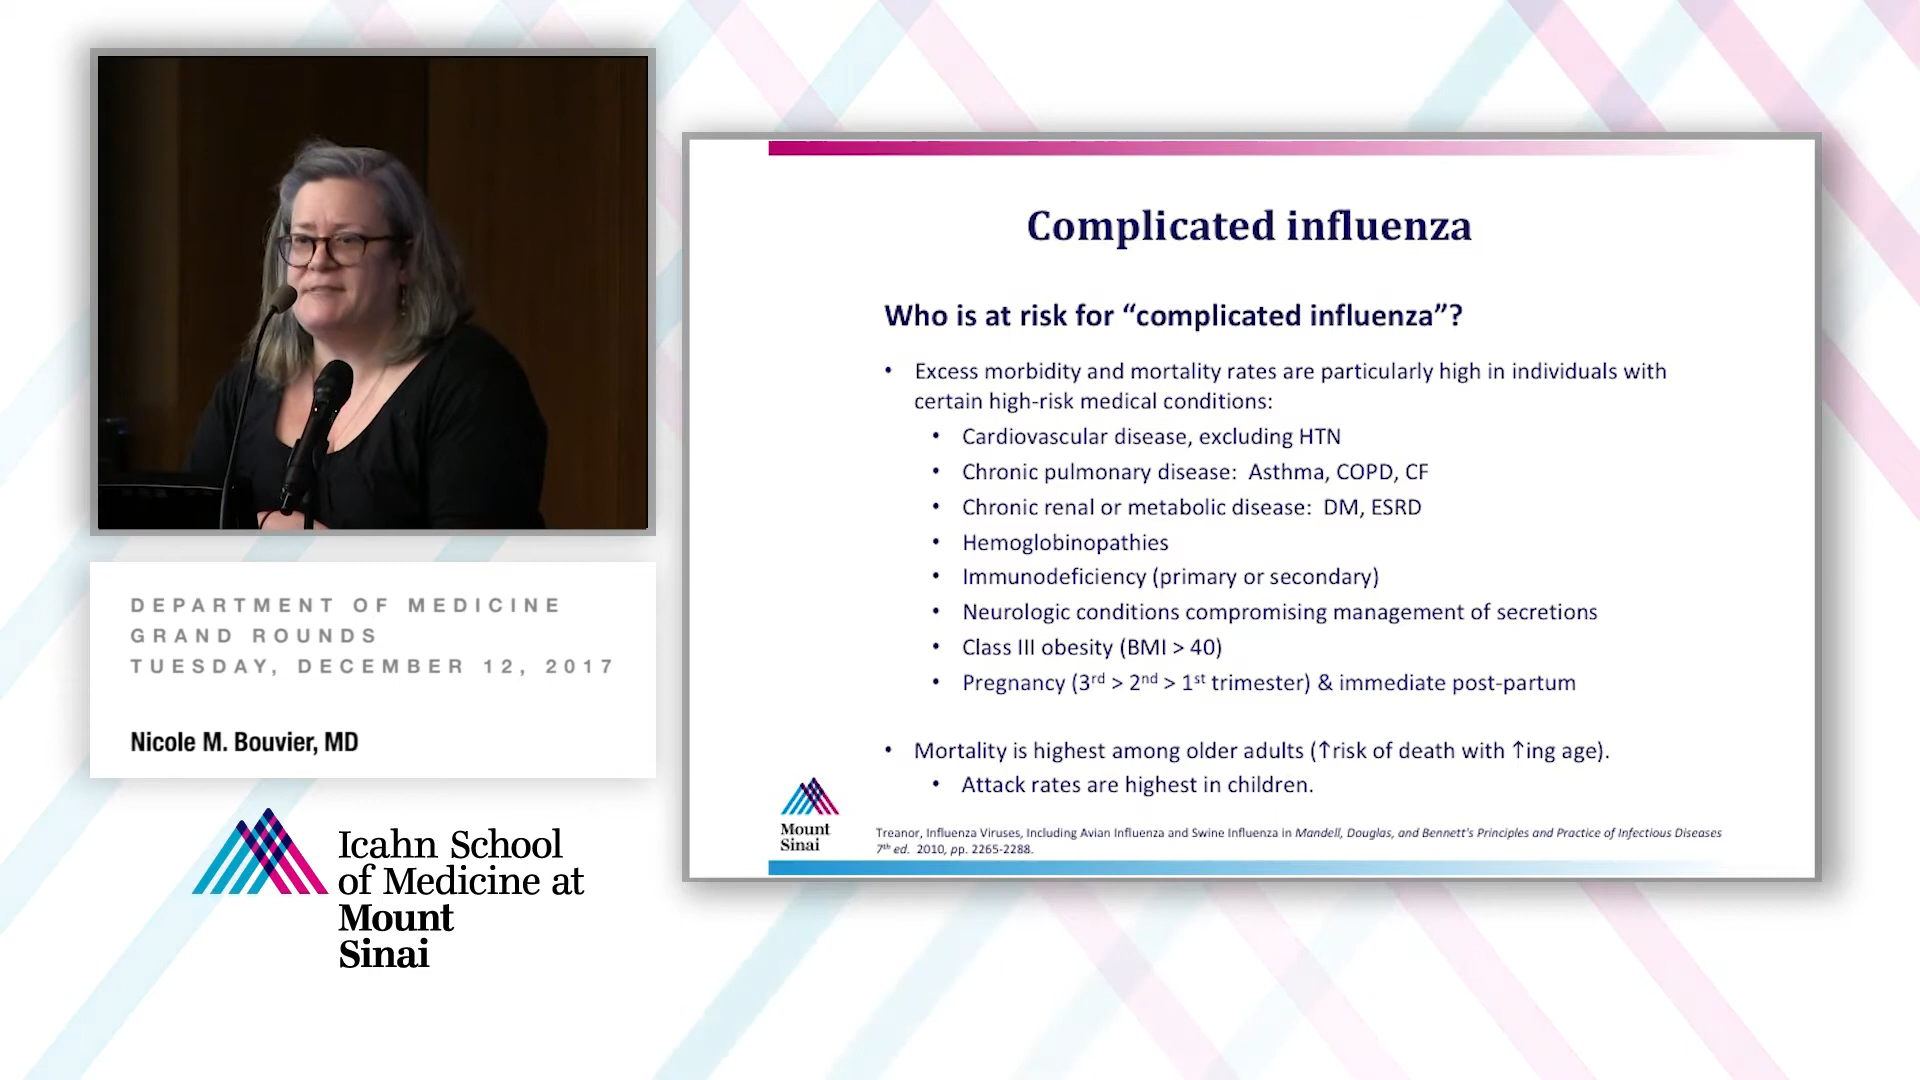 DEPARTMENT OF MEDICINE
GRAND ROUNDS
TUESDAY, DECEMBER 12, 2017
Nicole M. Bouvier, MD
Icahn School
of Medicine at
Mount
Sinai
Complicated influenza
Who is at risk for “complicated influenza”?
• Excess morbidity and mortality rates are particularly high in individuals with
certain high-risk medical conditions:
• Cardiovascular disease, excluding HTN
• Chronic pulmonary disease: Asthma, COPD, CF
• Chronic renal or metabolic disease: DM, ESRD
• Hemoglobinopathies
• Immunodeficiency (primary or secondary)
• Neurologic conditions compromising management of secretions
• Class III obesity (BMI > 40)
• Pregnancy (3rd > 2nd > 1st trimester) & immediate post-partum
• Mortality is highest among older adults (↑risk of death with ↑ing age).
• Attack rates are highest in children.
Mount
Sinai
Treanor, Influenza Viruses, Including Avian Influenza and Swine Influenza in Mandell, Douglas, and Bennett's Principles and Practice of Infectious Diseases
7th ed. 2010, pp. 2265-2288.